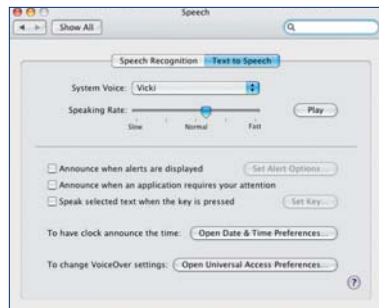 Speech
Show All
Speech Recognition Text to Speech
System Voice: Vicki
Speaking Rate: Play
Slow Normal Fast
Announce when alerts are displayed Set Alert Options...
Announce when an application requires your attention
Speak selected text when the key is pressed Set Key...
To have clock announce the time: Open Date & Time Preferences...
To change VoiceOver settings: Open Universal Access Preferences...
?